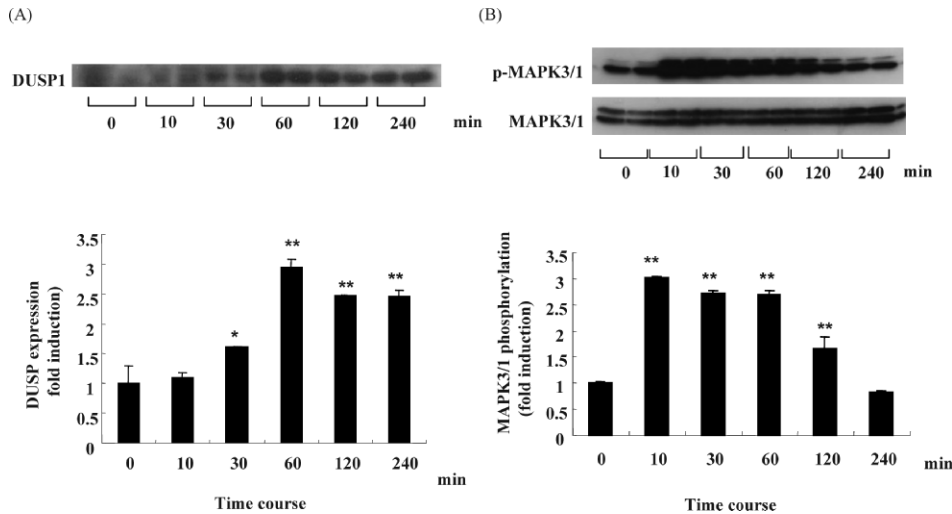 (A)
DUSP1
0 10 30 60 120 240 min
DUSP expression
fold induction)
3.5
3
2.5
2
1.5
1
0.5
0
** ** ** *
0 10 30 60 120 240
min
Time course
(B)
p-MAPK3/1
MAPK3/1
0 10 30 60 120 240 min
MAPK3/1 phosphorylation
(fold induction)
3.5
3
2.5
2
1.5
1
0.5
0
** ** ** **
0 10 30 60 120 240
min
Time course